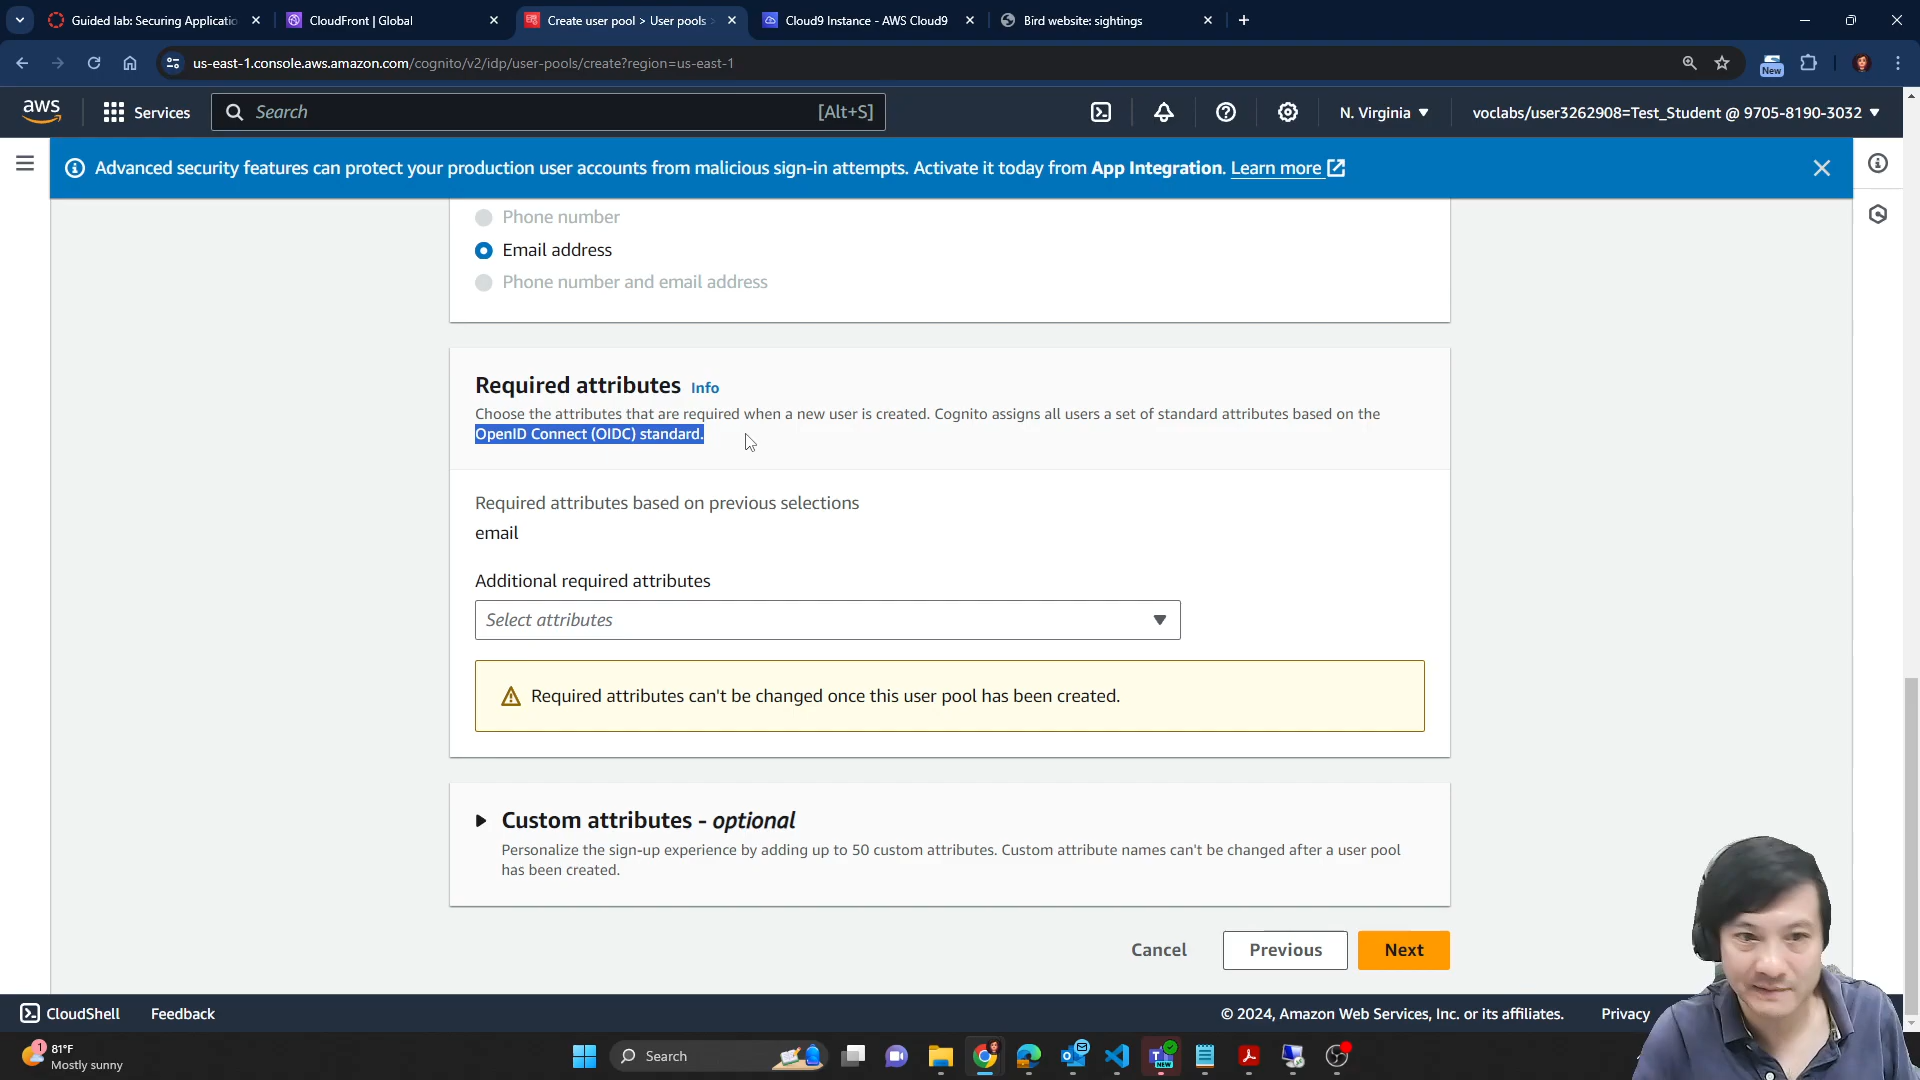 Guided lab: Securing Applicatio
CloudFront | Global
Create user pool > User pools >
Cloud9 Instance - AWS Cloud9
Bird website: sightings
us-east-1.console.aws.amazon.com/cognito/v2/idp/user-pools/create?region=us-east-1
New
aws
Services
Search
[Alt+S]
N. Virginia
voclabs/user3262908=Test_Student @ 9705-8190-3032
Advanced security features can protect your production user accounts from malicious sign-in attempts. Activate it today from App Integration. Learn more
Phone number
Email address
Phone number and email address
Required attributes Info
Choose the attributes that are required when a new user is created. Cognito assigns all users a set of standard attributes based on the
OpenID Connect (OIDC) standard.
Required attributes based on previous selections
email
Additional required attributes
Select attributes
Required attributes can't be changed once this user pool has been created.
Custom attributes - optional
Personalize the sign-up experience by adding up to 50 custom attributes. Custom attribute names can't be changed after a user pool
has been created.
Cancel
Previous
Next
CloudShell
Feedback
© 2024, Amazon Web Services, Inc. or its affiliates.
Privacy
1
81°F
Mostly sunny
Search
NEW